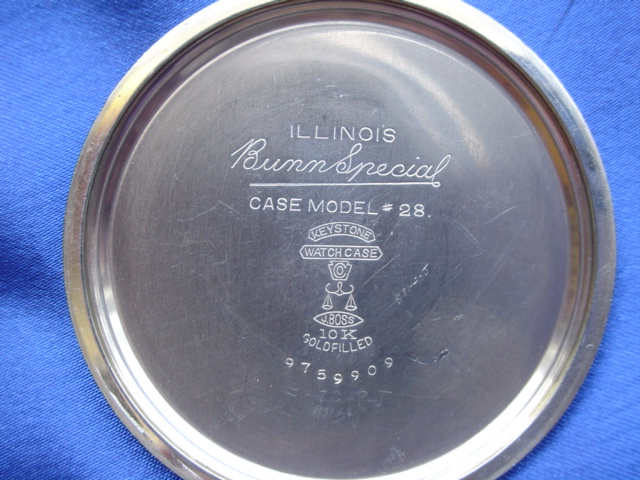 ILLINOIS
Bunn Special
CASE MODEL # 28.
KEYSTONE
WATCH CASE
J. BOSS
10K
GOLDFILLED
9759909